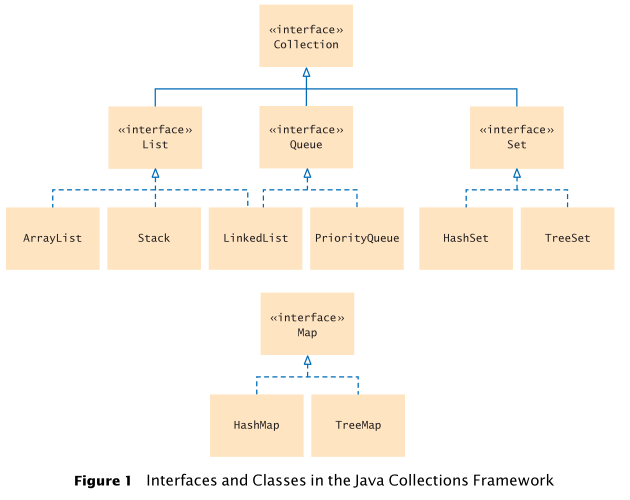 «interface»
Collection
«interface»
List
«interface»
Queue
«interface»
Set
ArrayList
Stack
LinkedList
PriorityQueue
HashSet
TreeSet
«interface»
Map
HashMap
TreeMap
Figure 1 Interfaces and Classes in the Java Collections Framework